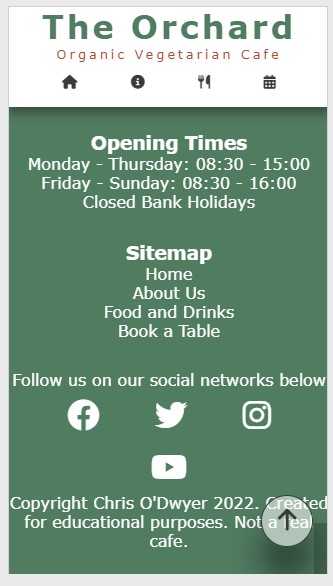 The Orchard
Organic Vegetarian Cafe
Opening Times
Monday - Thursday: 08:30 - 15:00
Friday - Sunday: 08:30 - 16:00
Closed Bank Holidays
Sitemap
Home
About Us
Food and Drinks
Book a Table
Follow us on our social networks below
Copyright Chris O'Dwyer 2022. Created
for educational purposes. Not a real
cafe.